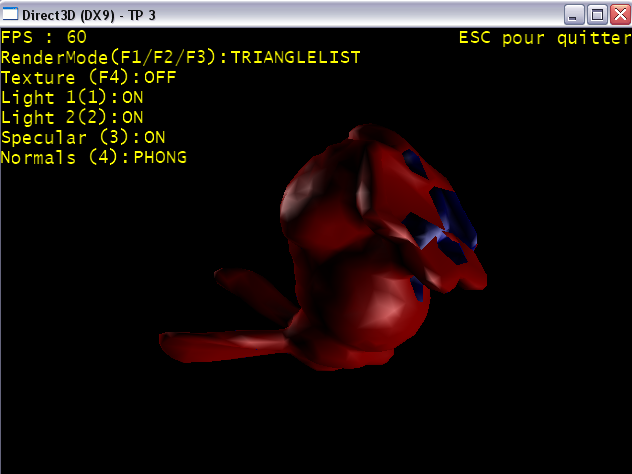 Direct3D (DX9) - TP 3
FPS : 60
ESC pour quitter
RenderMode(F1/F2/F3):TRIANGLELIST
Texture (F4):OFF
Light 1(1):ON
Light 2(2):ON
Specular (3):ON
Normals (4):PHONG